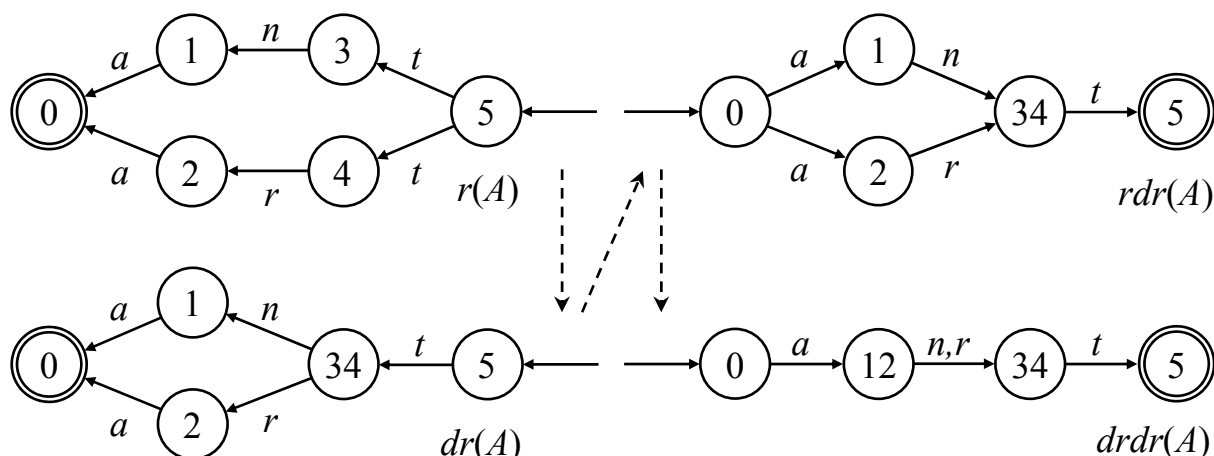 a 1 n 3 t
0 5
a 2 r 4 t
r(A)
a 1 n
0 34 t 5
a 2 r
rdr(A)
a 1 n
0 34 t 5
a 2 r
dr(A)
0 a 12 n,r 34 t 5
drdr(A)